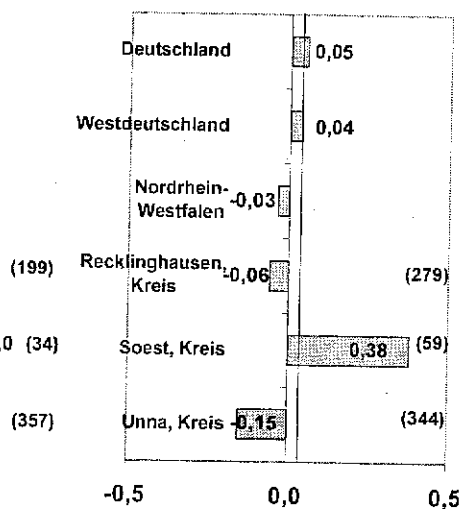 Deutschland 0,05
Westdeutschland 0,04
Nordrhein-
Westfalen -0,03
(199) Recklinghausen, -0,06 (279)
Kreis
,0 (34) Soest, Kreis 0,38 (59)
(357) Unna, Kreis -0,15 (344)
-0,5 0,0 0,5